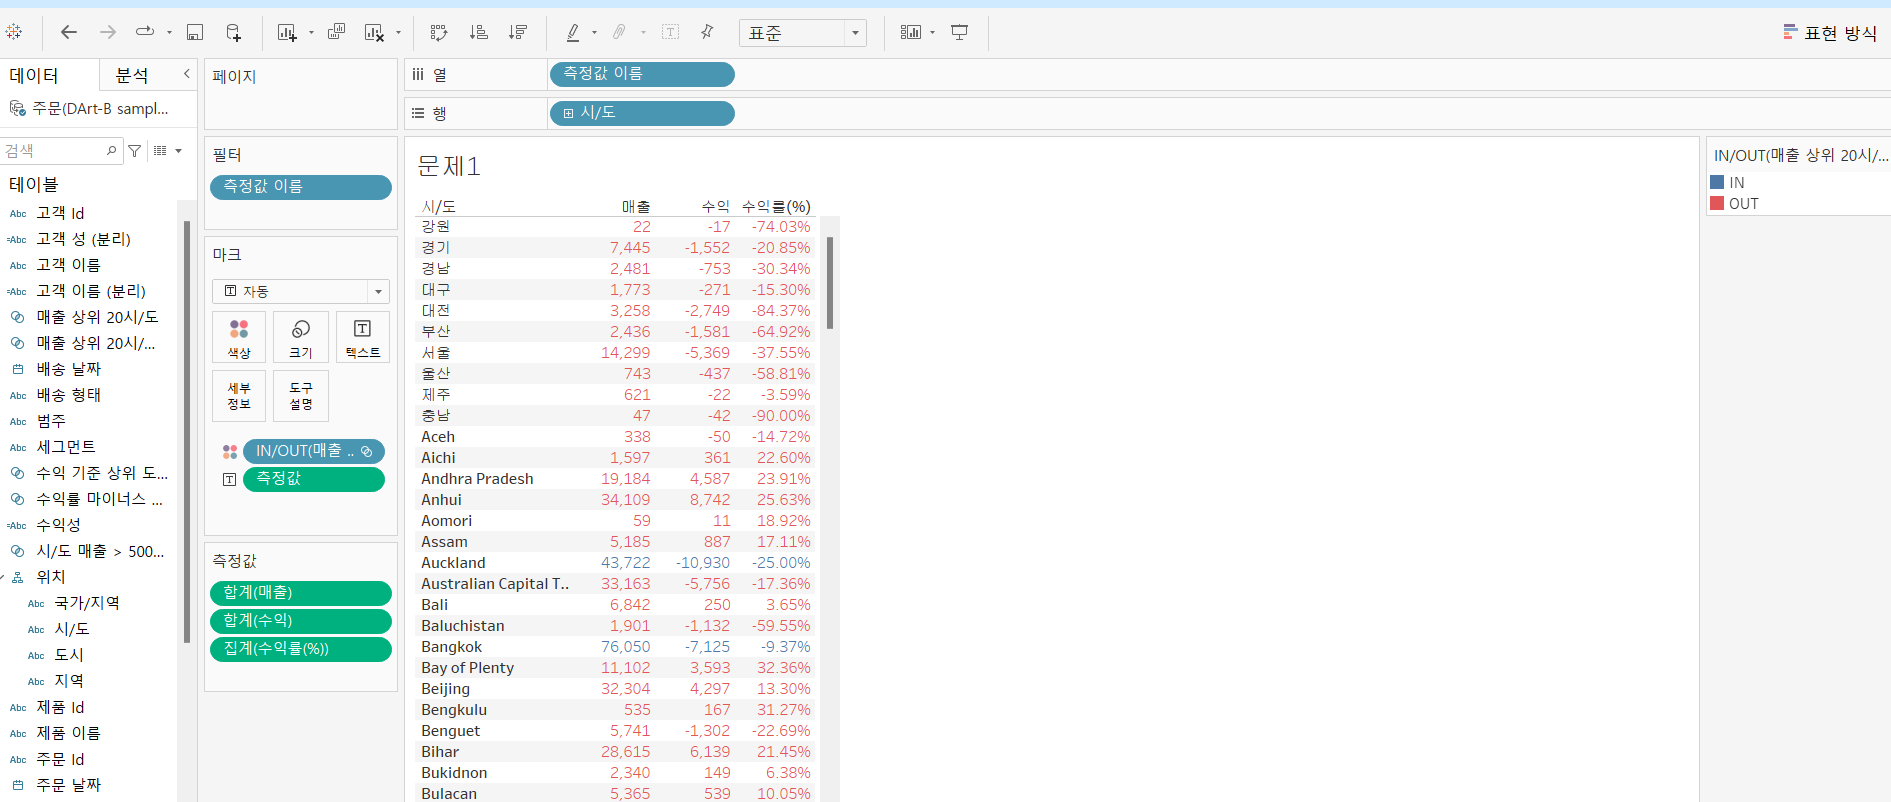 표준
표현 방식
데이터
분석
주문(DArt-B sampl...
검색
테이블
Abc 고객 Id
=Abc 고객 성 (분리)
Abc 고객 이름
=Abc 고객 이름 (분리)
매출 상위 20시/도
매출 상위 20시/...
배송 날짜
Abc 배송 형태
Abc 범주
Abc 세그먼트
수익 기준 상위 도...
수익률 마이너스 ...
=Abc 수익성
시/도 매출 > 500...
위치
Abc 국가/지역
Abc 시/도
Abc 도시
Abc 지역
Abc 제품 Id
Abc 제품 이름
Abc 주문 Id
주문 날짜
페이지
필터
측정값 이름
마크
T 자동
색상
크기
T 텍스트
세부
정보
도구
설명
IN/OUT(매출 ..
T 측정값
측정값
합계(매출)
합계(수익)
집계(수익률(%))
열 측정값 이름
행 시/도
문제1
시/도 매출 수익 수익률(%)
강원 22 -17 -74.03%
경기 7,445 -1,552 -20.85%
경남 2,481 -753 -30.34%
대구 1,773 -271 -15.30%
대전 3,258 -2,749 -84.37%
부산 2,436 -1,581 -64.92%
서울 14,299 -5,369 -37.55%
울산 743 -437 -58.81%
제주 621 -22 -3.59%
충남 47 -42 -90.00%
Aceh 338 -50 -14.72%
Aichi 1,597 361 22.60%
Andhra Pradesh 19,184 4,587 23.91%
Anhui 34,109 8,742 25.63%
Aomori 59 11 18.92%
Assam 5,185 887 17.11%
Auckland 43,722 -10,930 -25.00%
Australian Capital T.. 33,163 -5,756 -17.36%
Bali 6,842 250 3.65%
Baluchistan 1,901 -1,132 -59.55%
Bangkok 76,050 -7,125 -9.37%
Bay of Plenty 11,102 3,593 32.36%
Beijing 32,304 4,297 13.30%
Bengkulu 535 167 31.27%
Benguet 5,741 -1,302 -22.69%
Bihar 28,615 6,139 21.45%
Bukidnon 2,340 149 6.38%
Bulacan 5,365 539 10.05%
IN/OUT(매출 상위 20시/...
IN
OUT